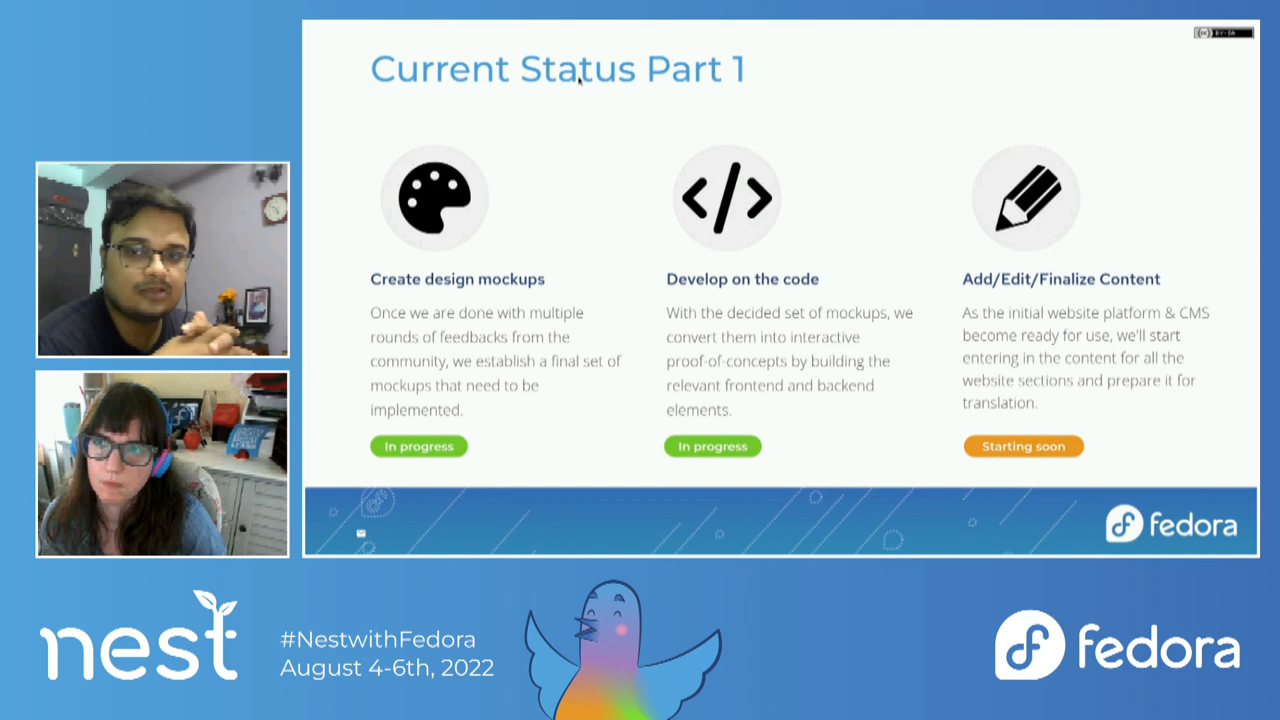 BY-SA
Current Status Part 1
Create design mockups
Once we are done with multiple
rounds of feedbacks from the
community, we establish a final set of
mockups that need to be
implemented.
In progress
Develop on the code
With the decided set of mockups, we
convert them into interactive
proof-of-concepts by building the
relevant frontend and backend
elements.
In progress
Add/Edit/Finalize Content
As the initial website platform & CMS
become ready for use, we'll start
entering in the content for all the
website sections and prepare it for
translation.
Starting soon
fedora
nest
#NestwithFedora
August 4-6th, 2022
fedora